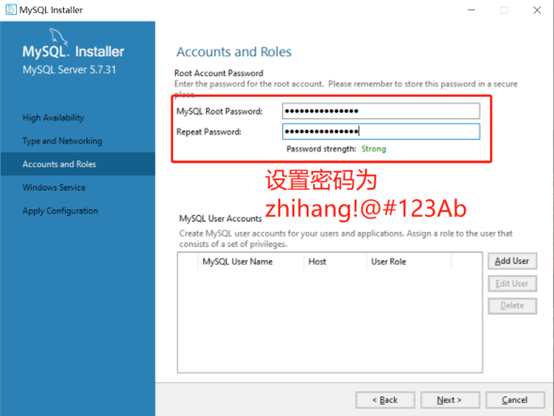 MySQL Installer
MySQL. Installer
MySQL Server 5.7.31
High Availability
Type and Networking
Accounts and Roles
Windows Service
Apply Configuration
Accounts and Roles
Root Account Password
Enter the password for the root account. Please remember to store this password in a secure
place.
MySQL Root Password:
Repeat Password:
Password strength: Strong
设置密码为
zhihang!@#123Ab
MySQL User Accounts
Create MySQL user accounts for your users and applications. Assign a role to the user that
consists of a set of privileges.
MySQL User Name Host User Role
Add User
Edit User
Delete
< Back Next > Cancel